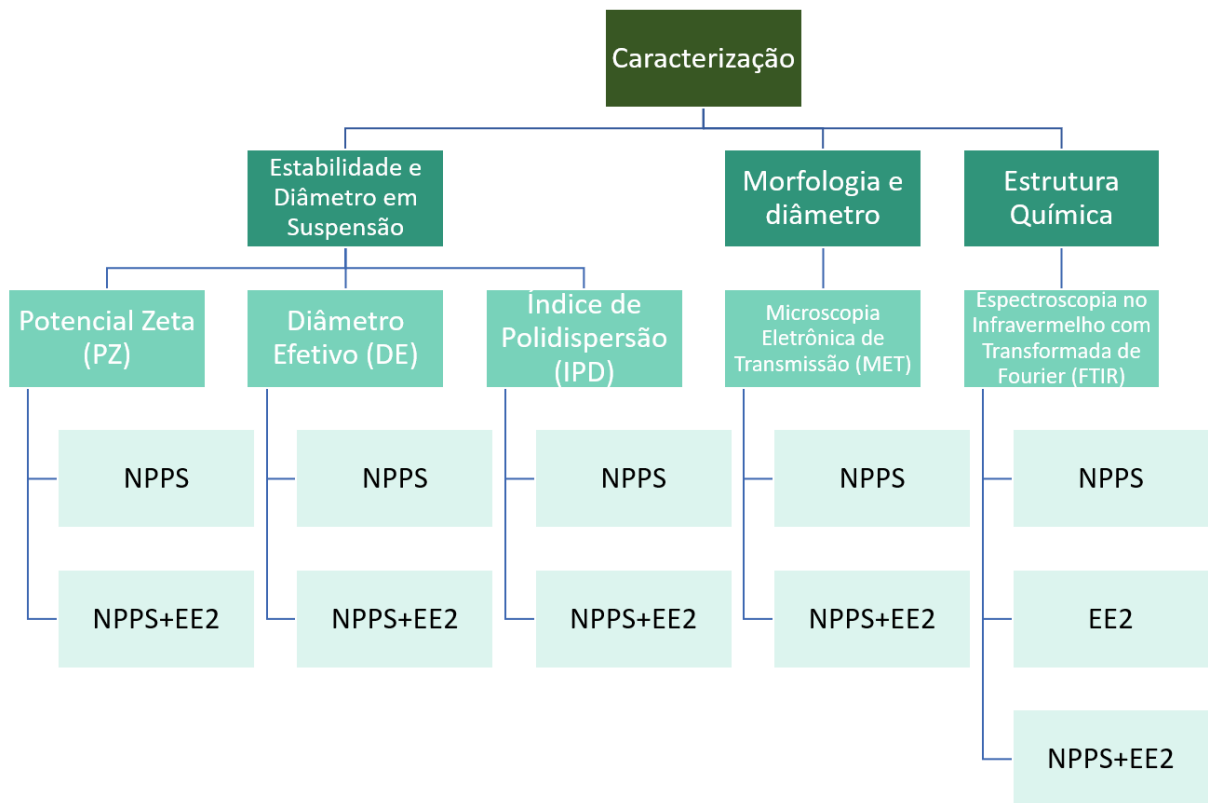 Caracterização
Estabilidade e
Diâmetro em
Suspensão
Morfologia e
diâmetro
Estrutura
Química
Potencial Zeta
(PZ)
Diâmetro
Efetivo (DE)
Índice de
Polidispersão
(IPD)
Microscopia
Eletrônica de
Transmissão (MET)
Espectroscopia no
Infravermelho com
Transformada de
Fourier (FTIR)
NPPS
NPPS
NPPS
NPPS
NPPS
NPPS+EE2
NPPS+EE2
NPPS+EE2
NPPS+EE2
EE2
NPPS+EE2